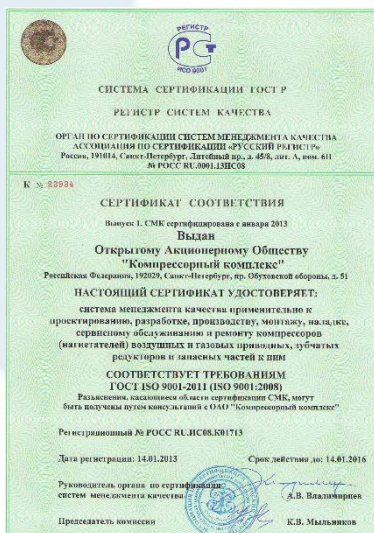 РЕГИСТР
РСТ
ИСО 9001
СИСТЕМА СЕРТИФИКАЦИИ ГОСТ Р
РЕГИСТР СИСТЕМ КАЧЕСТВА
ОРГАН ПО СЕРТИФИКАЦИИ СИСТЕМ МЕНЕДЖМЕНТА КАЧЕСТВА
АССОЦИАЦИЯ ПО СЕРТИФИКАЦИИ «РУССКИЙ РЕГИСТР»
Россия, 191014, Санкт-Петербург, Литейный пр., д. 45/8, лит. А, пом. 611
№ РОСС RU.0001.13ИС08
К № 23934
СЕРТИФИКАТ СООТВЕТСТВИЯ
Выпуск 1. СМК сертифицирована с января 2013
Выдан
Открытому Акционерному Обществу
"Компрессорный комплекс"
Российская Федерация, 192029, Санкт-Петербург, пр. Обуховской обороны, д. 51
НАСТОЯЩИЙ СЕРТИФИКАТ УДОСТОВЕРЯЕТ:
система менеджмента качества применительно к
проектированию, разработке, производству, монтажу, наладке,
сервисному обслуживанию и ремонту компрессоров
(нагнетателей) воздушных и газовых приводных, зубчатых
редукторов и запасных частей к ним
СООТВЕТСТВУЕТ ТРЕБОВАНИЯМ
ГОСТ ISO 9001-2011 (ISO 9001:2008)
Разъяснения, касающиеся области сертификации СМК, могут
быть получены путем консультаций с ОАО "Компрессорный комплекс"
Регистрационный № РОСС RU.ИС08.К01713
Дата регистрации: 14.01.2013 Срок действия до: 14.01.2016
Руководитель органа по сертификации
систем менеджмента качества А.В. Владимирцев
Председатель комиссии К.В. Мыльников